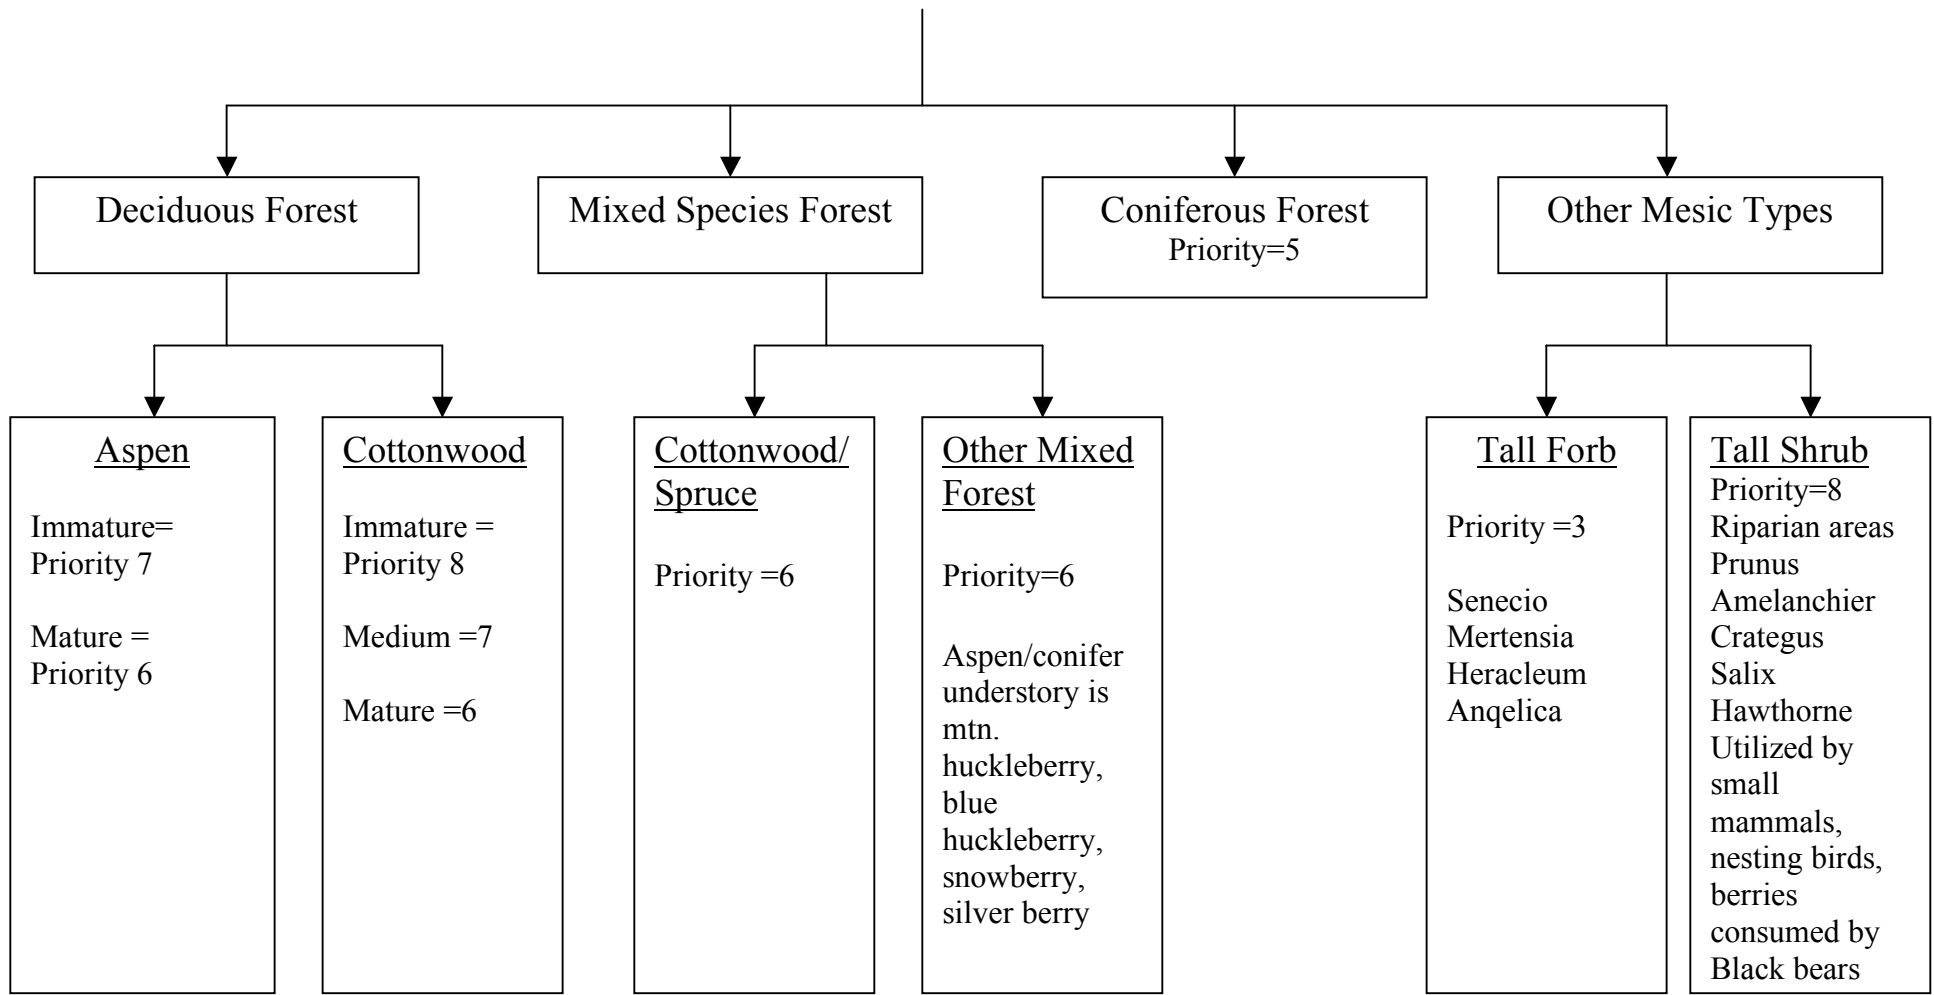 Deciduous Forest
Mixed Species Forest
Coniferous Forest
Priority=5
Other Mesic Types
Aspen
Immature=
Priority 7
Mature =
Priority 6
Cottonwood
Immature =
Priority 8
Medium =7
Mature =6
Cottonwood/
Spruce
Priority =6
Other Mixed
Forest
Priority=6
Aspen/conifer
understory is
mtn.
huckleberry,
blue
huckleberry,
snowberry,
silver berry
Tall Forb
Priority =3
Senecio
Mertensia
Heracleum
Anqelica
Tall Shrub
Priority=8
Riparian areas
Prunus
Amelanchier
Crategus
Salix
Hawthorne
Utilized by
small
mammals,
nesting birds,
berries
consumed by
Black bears